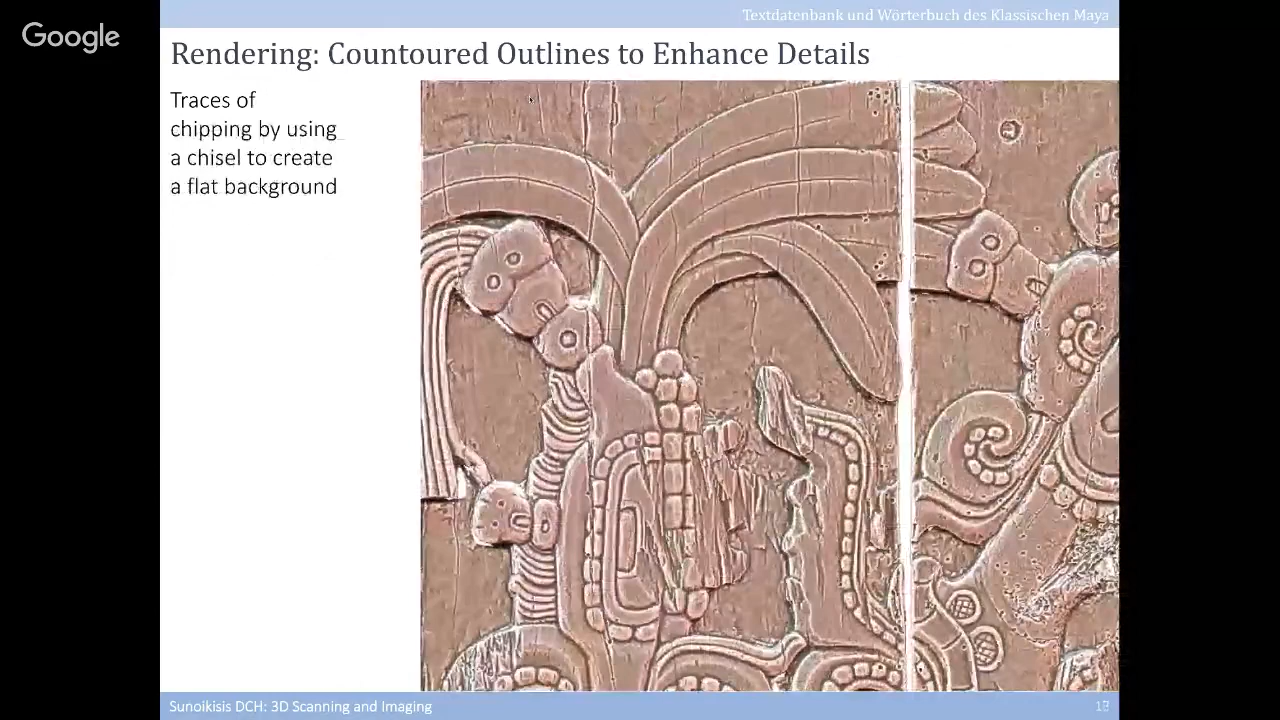 Google
Textdatenbank und Wörterbuch des Klassischen Maya
Rendering: Countoured Outlines to Enhance Details
Traces of
chipping by using
a chisel to create
a flat background
Sunoikisis DCH: 3D Scanning and Imaging